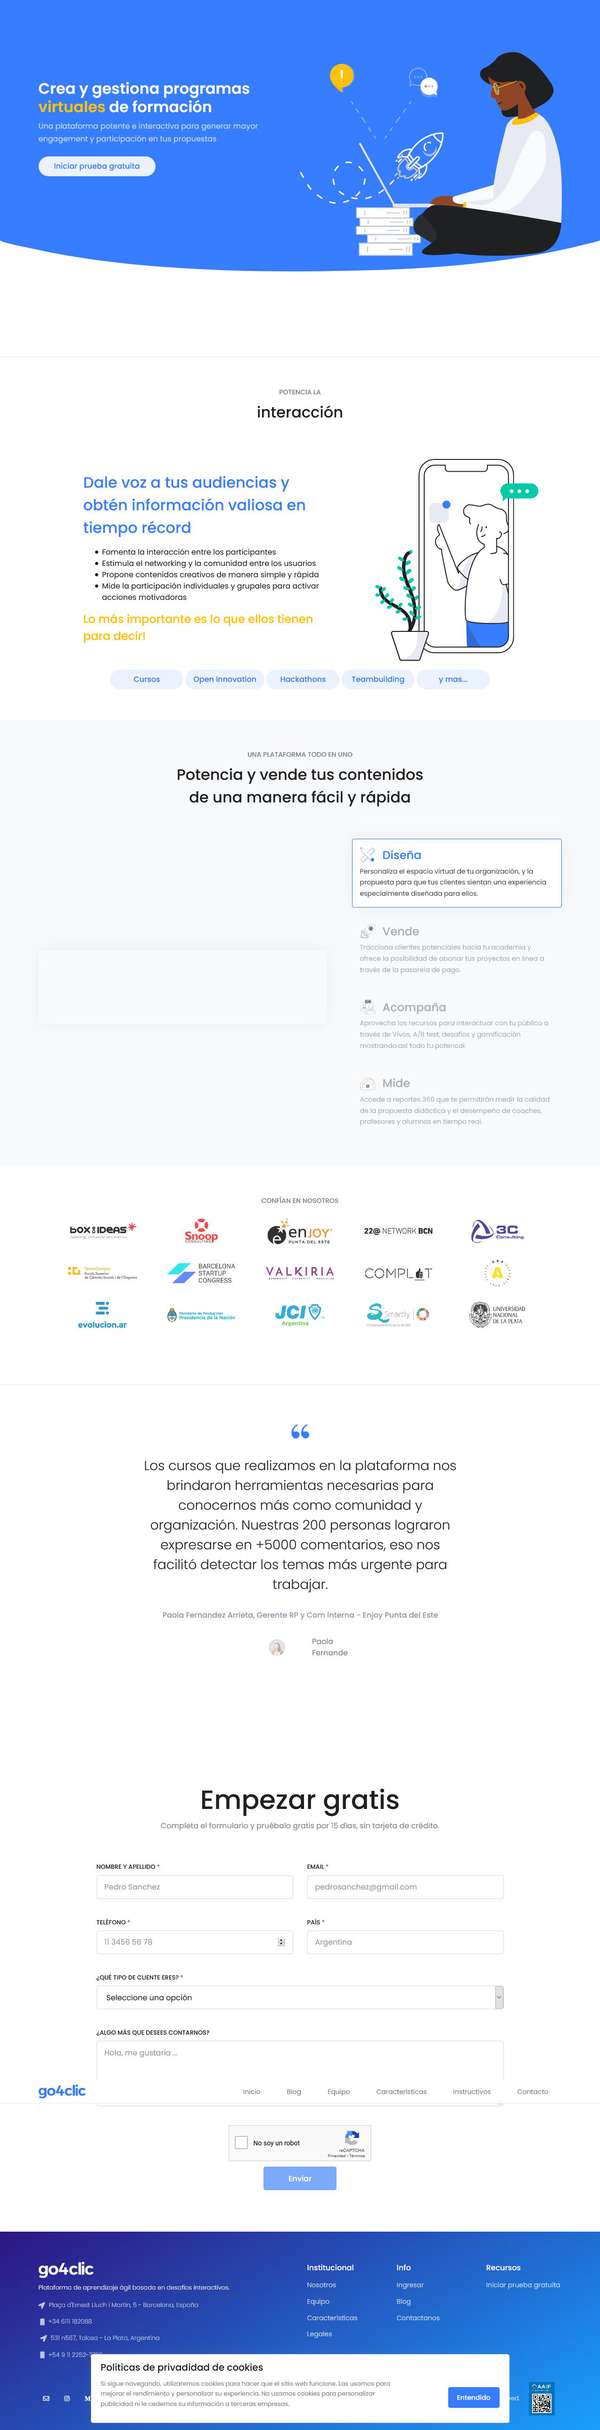 Crea y gestiona programas
virtuales de formación
Una plataforma potente e interactiva para generar mayor
engagement y participación en tus propuestas
Iniciar prueba gratuita
POTENCIA LA
interacción
Dale voz a tus audiencias y
obtén información valiosa en
tiempo récord
Fomenta la interacción entre los participantes
Estimula el networking y la comunidad entre los usuarios
Propone contenidos creativos de manera simple y rápida
Mide la participación individuales y grupales para activar
acciones motivadoras
Lo más importante es lo que ellos tienen
para decir!
Cursos
Open Innovation
Hackathons
Teambuilding
y mas...
UNA PLATAFORMA TODO EN UNO
Potencia y vende tus contenidos
de una manera fácil y rápida
Diseña
Personaliza el espacio virtual de tu organización, y la
propuesta para que tus clientes sientan una experiencia
especialmente diseñada para ellos.
Vende
Tracciona clientes potenciales hacia tu academia y
ofrece la posibilidad de abonar tus proyectos en línea a
través de la pasarela de pago.
Acompaña
Aprovecha los recursos para interactuar con tu público a
través de Vivos, A/B test, desafíos y gamificación
mostrando así todo tu potencial.
Mide
Accede a reportes 360 que te permitirán medir la calidad
de la propuesta didáctica y el desempeño de coaches,
profesores y alumnos en tiempo real.
CONFÍAN EN NOSOTROS
BOX IDEAS
Snoop
CONSULTING
enJOY
PUNTA DEL ESTE
22@ NETWORK BCN
3C
Consulting
BARCELONA
STARTUP
CONGRESS
VALKIRIA
COMPLOT
A
evolucion.ar
Ministerio de Producción
Presidencia de la Nación
JCI
Argentina
Smartly
UNIVERSIDAD
NACIONAL
DE LA PLATA
Los cursos que realizamos en la plataforma nos
brindaron herramientas necesarias para
conocernos más como comunidad y
organización. Nuestras 200 personas lograron
expresarse en +5000 comentarios, eso nos
facilitó detectar los temas más urgente para
trabajar.
Paola Fernandez Arrieta, Gerente RP y Com Interna - Enjoy Punta del Este
Paola
Fernande
Empezar gratis
Completa el formulario y pruébalo gratis por 15 días, sin tarjeta de crédito.
NOMBRE Y APELLIDO *
EMAIL *
Pedro Sanchez
pedrosanchez@gmail.com
TELÉFONO *
PAÍS *
11 3456 56 78
Argentina
¿QUÉ TIPO DE CLIENTE ERES? *
Seleccione una opción
¿ALGO MÁS QUE DESEES CONTARNOS?
Hola, me gustaría ...
go4clic
Inicio
Blog
Equipo
Características
Instructivos
Contacto
No soy un robot
reCAPTCHA
Privacidad - Términos
Enviar
go4clic
Plataforma de aprendizaje ágil basada en desafíos interactivos.
Plaça d'Ernest Lluch i Martin, 5 - Barcelona, España
+34 611 182088
531 n567, Tolosa - La Plata, Argentina
+54 9 11 2252-
Institucional
Nosotros
Equipo
Características
Legales
Info
Ingresar
Blog
Contactanos
Recursos
Iniciar prueba gratuita
Políticas de privadidad de cookies
Si sigue navegando, utilizaremos cookies para hacer que el sitio web funcione. Las usamos para
mejorar el rendimiento y personalizar su experiencia. No usamos cookies para personalizar
publicidad ni le cedemos su información a terceras empresas.
Entendido
ved.
AAIP